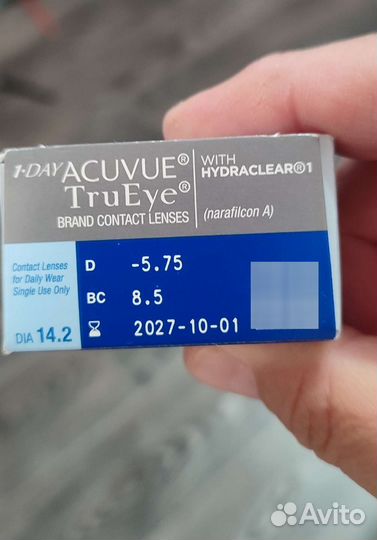 1·DAY ACUVUE® WITH
TruEye® HYDRACLEAR®1
BRAND CONTACT LENSES (narafilcon A)
Contact Lenses
for Daily Wear
Single Use Only
DIA 14.2
D -5.75
BC 8.5
2027-10-01
Avito